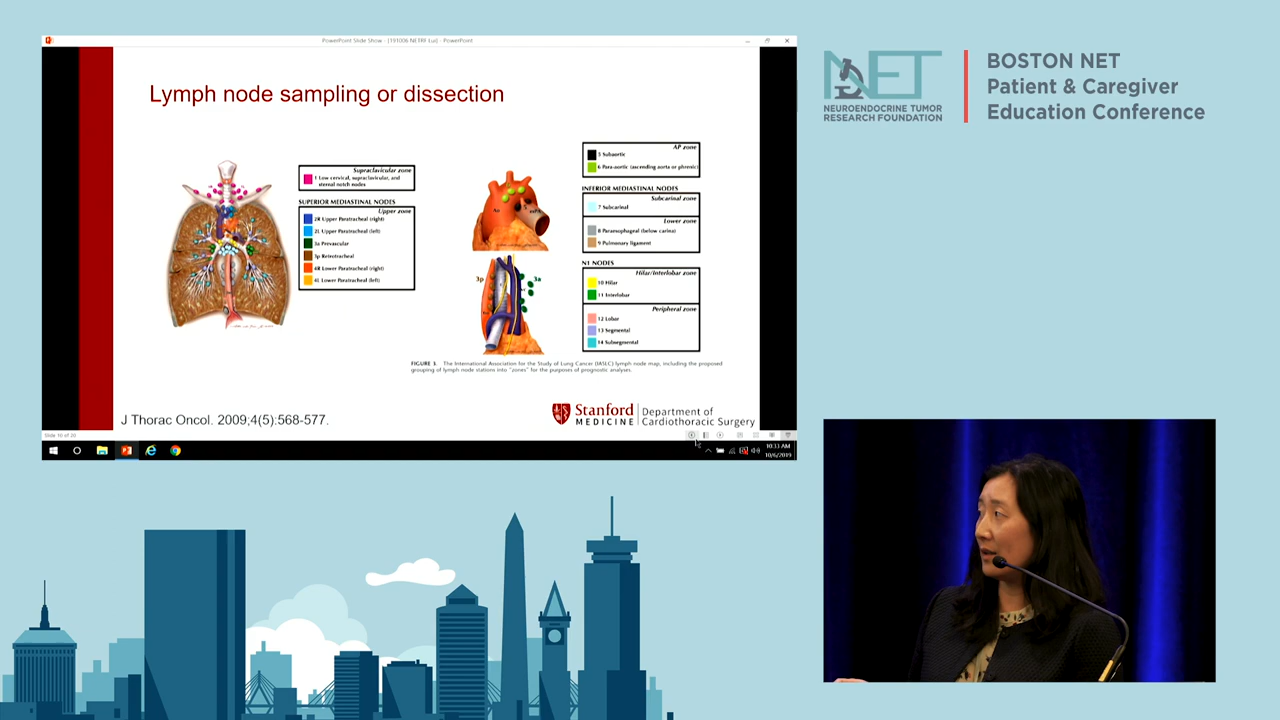 PowerPoint Slide Show - [191006 NETRF Lui] - PowerPoint
Lymph node sampling or dissection
Supraclavicular zone
1 Low cervical, supraclavicular, and
sternal notch nodes
SUPERIOR MEDIASTINAL NODES
Upper zone
2R Upper Paratracheal (right)
2L Upper Paratracheal (left)
3a Prevascular
3p Retrotracheal
4R Lower Paratracheal (right)
4L Lower Paratracheal (left)
Ao
mPA
3p
3a
AP zone
5 Subaortic
6 Para-aortic (ascending aorta or phrenic)
INFERIOR MEDIASTINAL NODES
Subcarinal zone
7 Subcarinal
Lower zone
8 Paraesophageal (below carina)
9 Pulmonary ligament
N1 NODES
Hilar/Interlobar zone
10 Hilar
11 Interlobar
Peripheral zone
12 Lobar
13 Segmental
14 Subsegmental
FIGURE 3. The International Association for the Study of Lung Cancer (IASLC) lymph node map, including the proposed
grouping of lymph node stations into "zones" for the purposes of prognostic analyses.
J Thorac Oncol. 2009;4(5):568-577.
Stanford
MEDICINE
Department of
Cardiothoracic Surgery
Slide 10 of 20
10:33 AM
10/6/2019
NET
NEUROENDOCRINE TUMOR
RESEARCH FOUNDATION
BOSTON NET
Patient & Caregiver
Education Conference